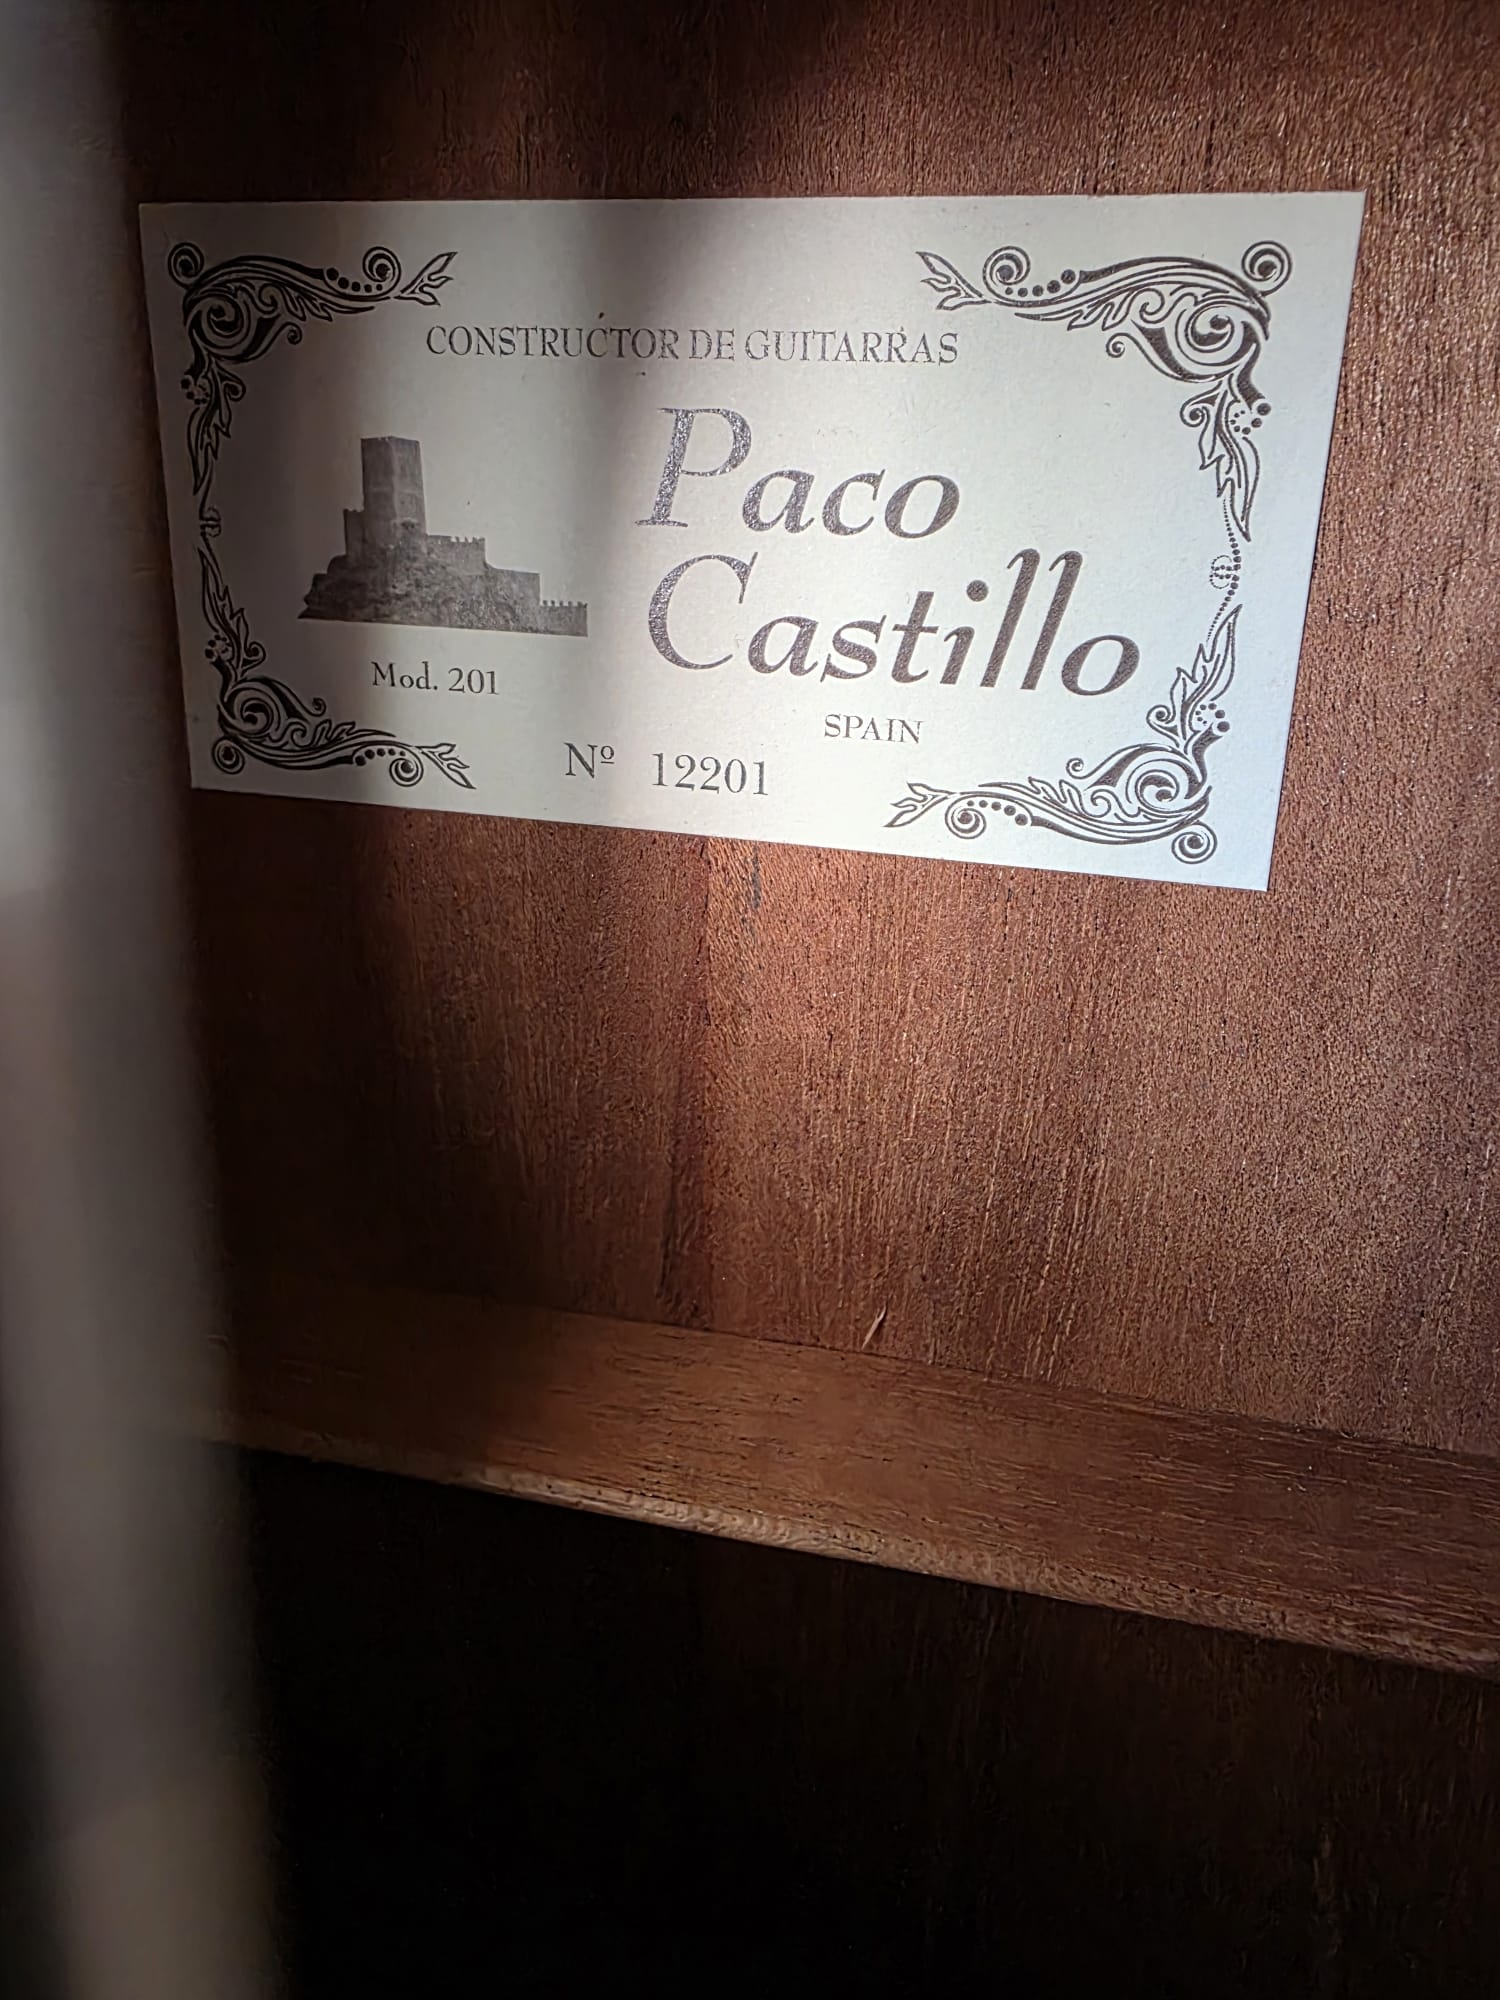 CONSTRUCTOR DE GUITARRAS
Paco
Castillo
Mod. 201
SPAIN
Nº 12201